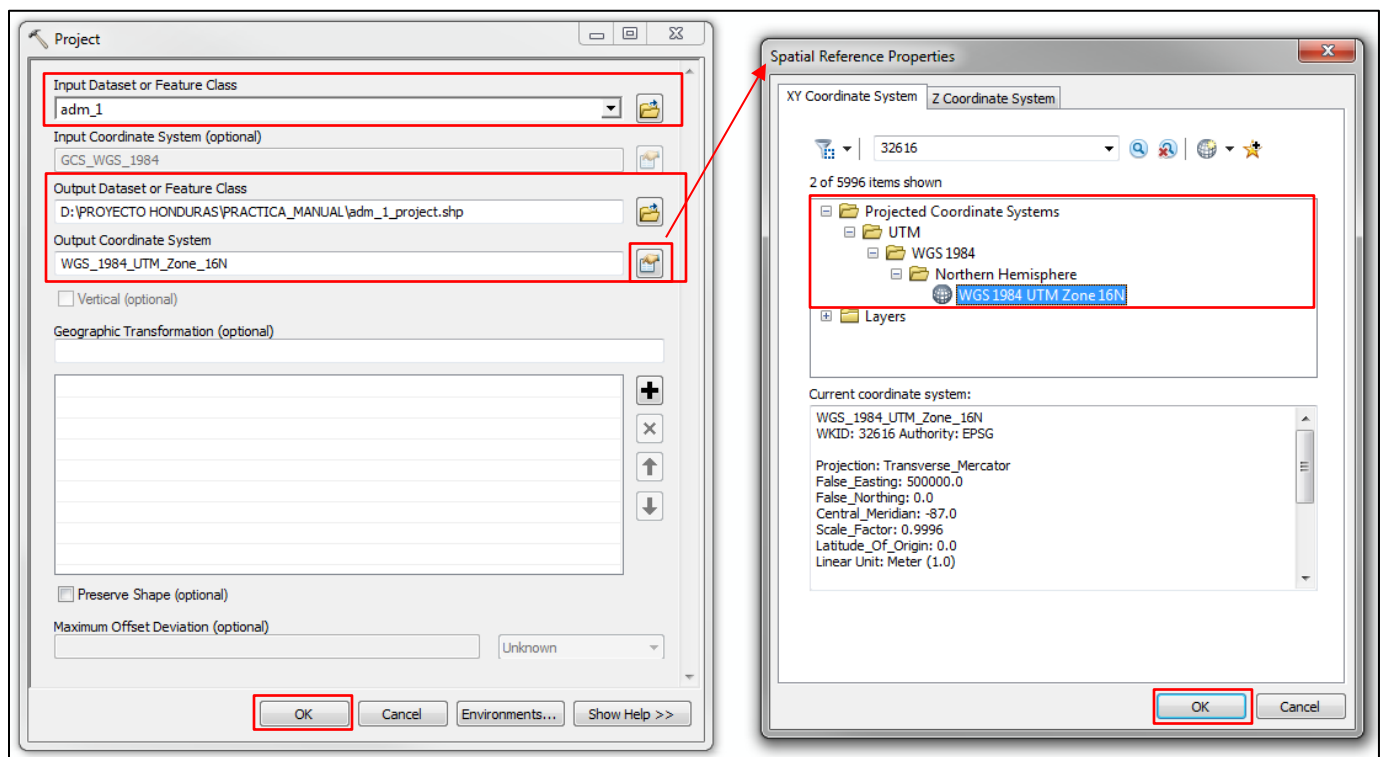 Project
Input Dataset or Feature Class
adm_1
Input Coordinate System (optional)
GCS_WGS_1984
Output Dataset or Feature Class
D:\PROYECTO HONDURAS\PRACTICA_MANUAL\adm_1_project.shp
Output Coordinate System
WGS_1984_UTM_Zone_16N
Vertical (optional)
Geographic Transformation (optional)
Preserve Shape (optional)
Maximum Offset Deviation (optional)
Unknown
OK Cancel Environments... Show Help >>
Spatial Reference Properties
XY Coordinate System Z Coordinate System
32616
2 of 5996 items shown
Projected Coordinate Systems
UTM
WGS 1984
Northern Hemisphere
WGS 1984 UTM Zone 16N
Layers
Current coordinate system:
WGS_1984_UTM_Zone_16N
WKID: 32616 Authority: EPSG
Projection: Transverse_Mercator
False_Easting: 500000.0
False_Northing: 0.0
Central_Meridian: -87.0
Scale_Factor: 0.9996
Latitude_Of_Origin: 0.0
Linear Unit: Meter (1.0)
OK Cancel